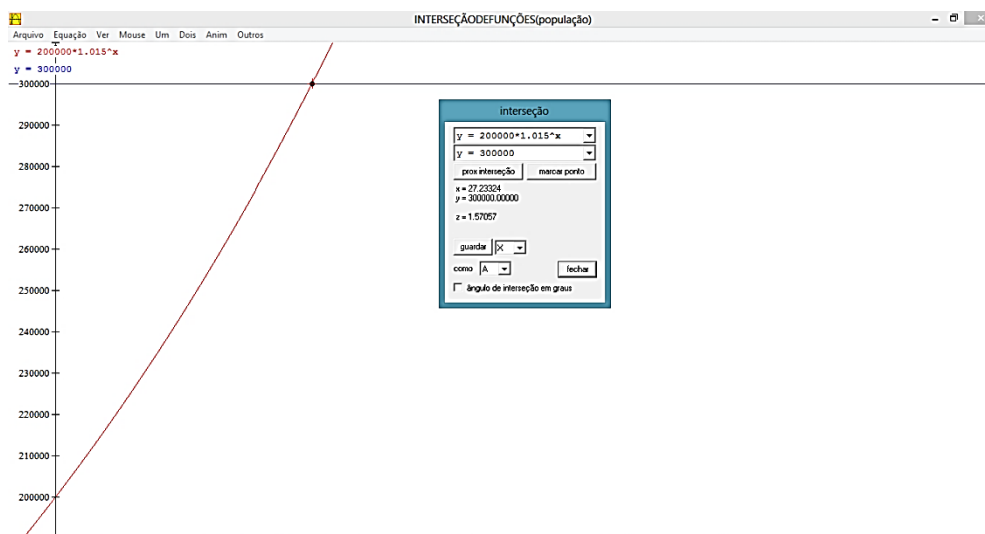 INTERSEÇÃODEFUNÇÕES(população)
Arquivo Equação Ver Mouse Um Dois Anim Outros
y = 200000*1.015^x
y = 300000
300000
290000
280000
270000
260000
250000
240000
230000
220000
210000
200000
interseção
y = 200000*1.015^x
y = 300000
prox interseção marcar ponto
x = 27.23324
y = 300000.00000
z = 1.57057
guardar X
como A fechar
ângulo de interseção em graus